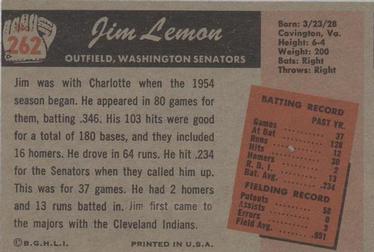 No. 262
Jim Lemon
OUTFIELD, WASHINGTON SENATORS
Born: 3/23/28
Covington, Va.
Height: 6-4
Weight: 200
Bats: Right
Throws: Right
Jim was with Charlotte when the 1954
season began. He appeared in 80 games for
them, batting .346. His 103 hits were good
for a total of 180 bases, and they included
16 homers. He drove in 64 runs. He hit .234
for the Senators when they called him up.
This was for 37 games. He had 2 homers
and 13 runs batted in. Jim first came to
the majors with the Cleveland Indians.
BATTING RECORD
PAST YR.
Games 37
At Bat 128
Runs 12
Hits
Homers 2
R. B. I. 13
Bat. Avg. .234
FIELDING RECORD
Putouts 58
Assists
Errors
Field Avg. .951
©B.G.H.L.I. PRINTED IN U.S.A.